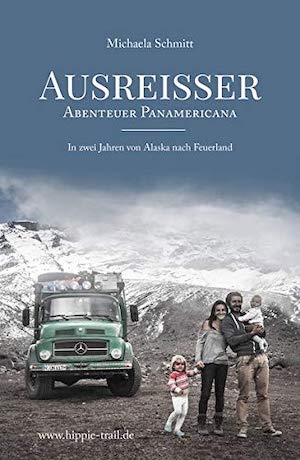 Michaela Schmitt
AUSREISSER
ABENTEUER PANAMERICANA
In zwei Jahren von Alaska nach Feuerland
www.hippie-trail.de